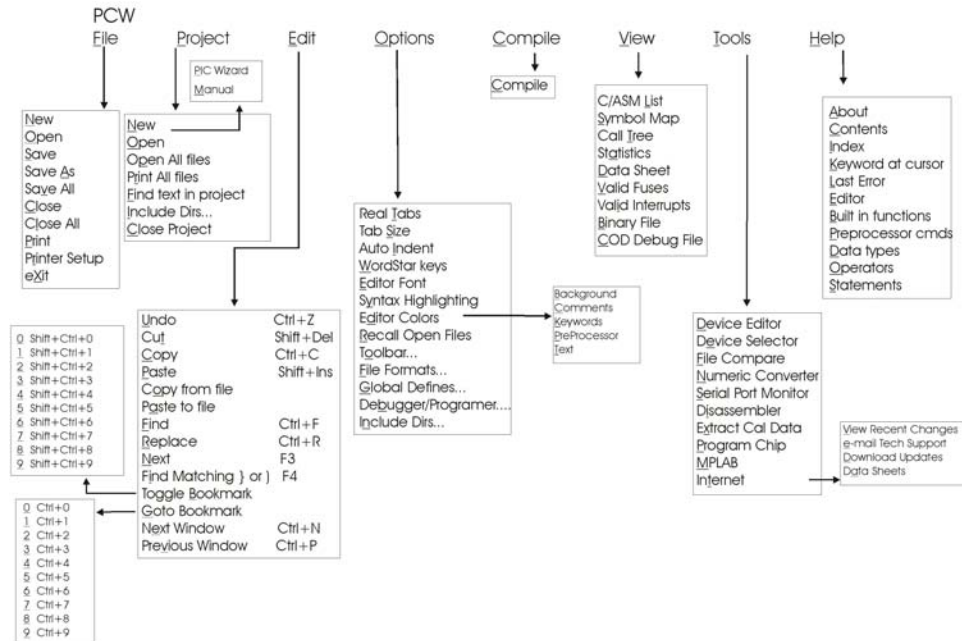 PCW
File Project Edit Options Compile View Tools Help
PIC Wizard
Manual
New
Open
Save
Save As
Save All
Close
Close All
Print
Printer Setup
eXit
New
Open
Open All files
Print All files
Find text in project
Include Dirs...
Close Project
Undo Ctrl+Z
Cut Shift+Del
Copy Ctrl+C
Paste Shift+Ins
Copy from file
Paste to file
Find Ctrl+F
Replace Ctrl+R
Next F3
Find Matching } or ) F4
Toggle Bookmark
Goto Bookmark
Next Window Ctrl+N
Previous Window Ctrl+P
0 Shift+Ctrl+0
1 Shift+Ctrl+1
2 Shift+Ctrl+2
3 Shift+Ctrl+3
4 Shift+Ctrl+4
5 Shift+Ctrl+5
6 Shift+Ctrl+6
7 Shift+Ctrl+7
8 Shift+Ctrl+8
9 Shift+Ctrl+9
0 Ctrl+0
1 Ctrl+1
2 Ctrl+2
3 Ctrl+3
4 Ctrl+4
5 Ctrl+5
6 Ctrl+6
7 Ctrl+7
8 Ctrl+8
9 Ctrl+9
Real Tabs
Tab Size
Auto Indent
WordStar keys
Editor Font
Syntax Highlighting
Editor Colors
Recall Open Files
Toolbar...
File Formats...
Global Defines...
Debugger/Programer....
Include Dirs...
Background
Comments
Keywords
PreProcessor
Text
Compile
C/ASM List
Symbol Map
Call Tree
Statistics
Data Sheet
Valid Fuses
Valid Interrupts
Binary File
COD Debug File
Device Editor
Device Selector
File Compare
Numeric Converter
Serial Port Monitor
Disassembler
Extract Cal Data
Program Chip
MPLAB
Internet
View Recent Changes
e-mail Tech Support
Download Updates
Data Sheets
About
Contents
Index
Keyword at cursor
Last Error
Editor
Built in functions
Preprocessor cmds
Data types
Operators
Statements